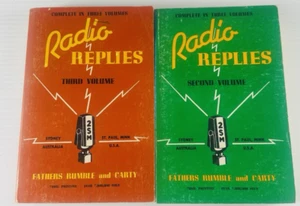 COMPLETE IN THREE VOLUMES
Radio
REPLIES
THIRD VOLUME
2SM
SYDNEY
AUSTRALIA
ST. PAUL, MINN.
U.S.A.
FATHERS RUMBLE and CARTY
COMPLETE IN THREE VOLUMES
Radio
REPLIES
SECOND VOLUME
2SM
SYDNEY
AUSTRALIA
ST. PAUL, MINN.
U.S.A.
FATHERS RUMBLE and CARTY